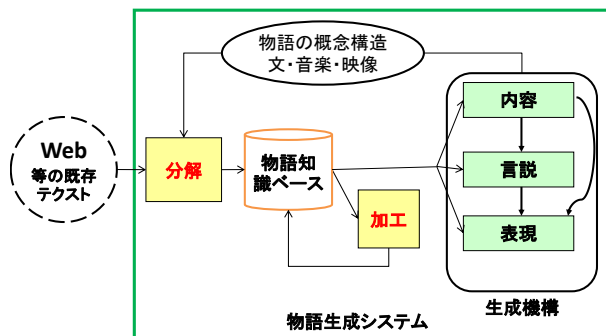 物語の概念構造
文・音楽・映像
Web
等の既存
テクスト
分解
物語知
識ベース
加工
内容
言説
表現
生成機構
物語生成システム